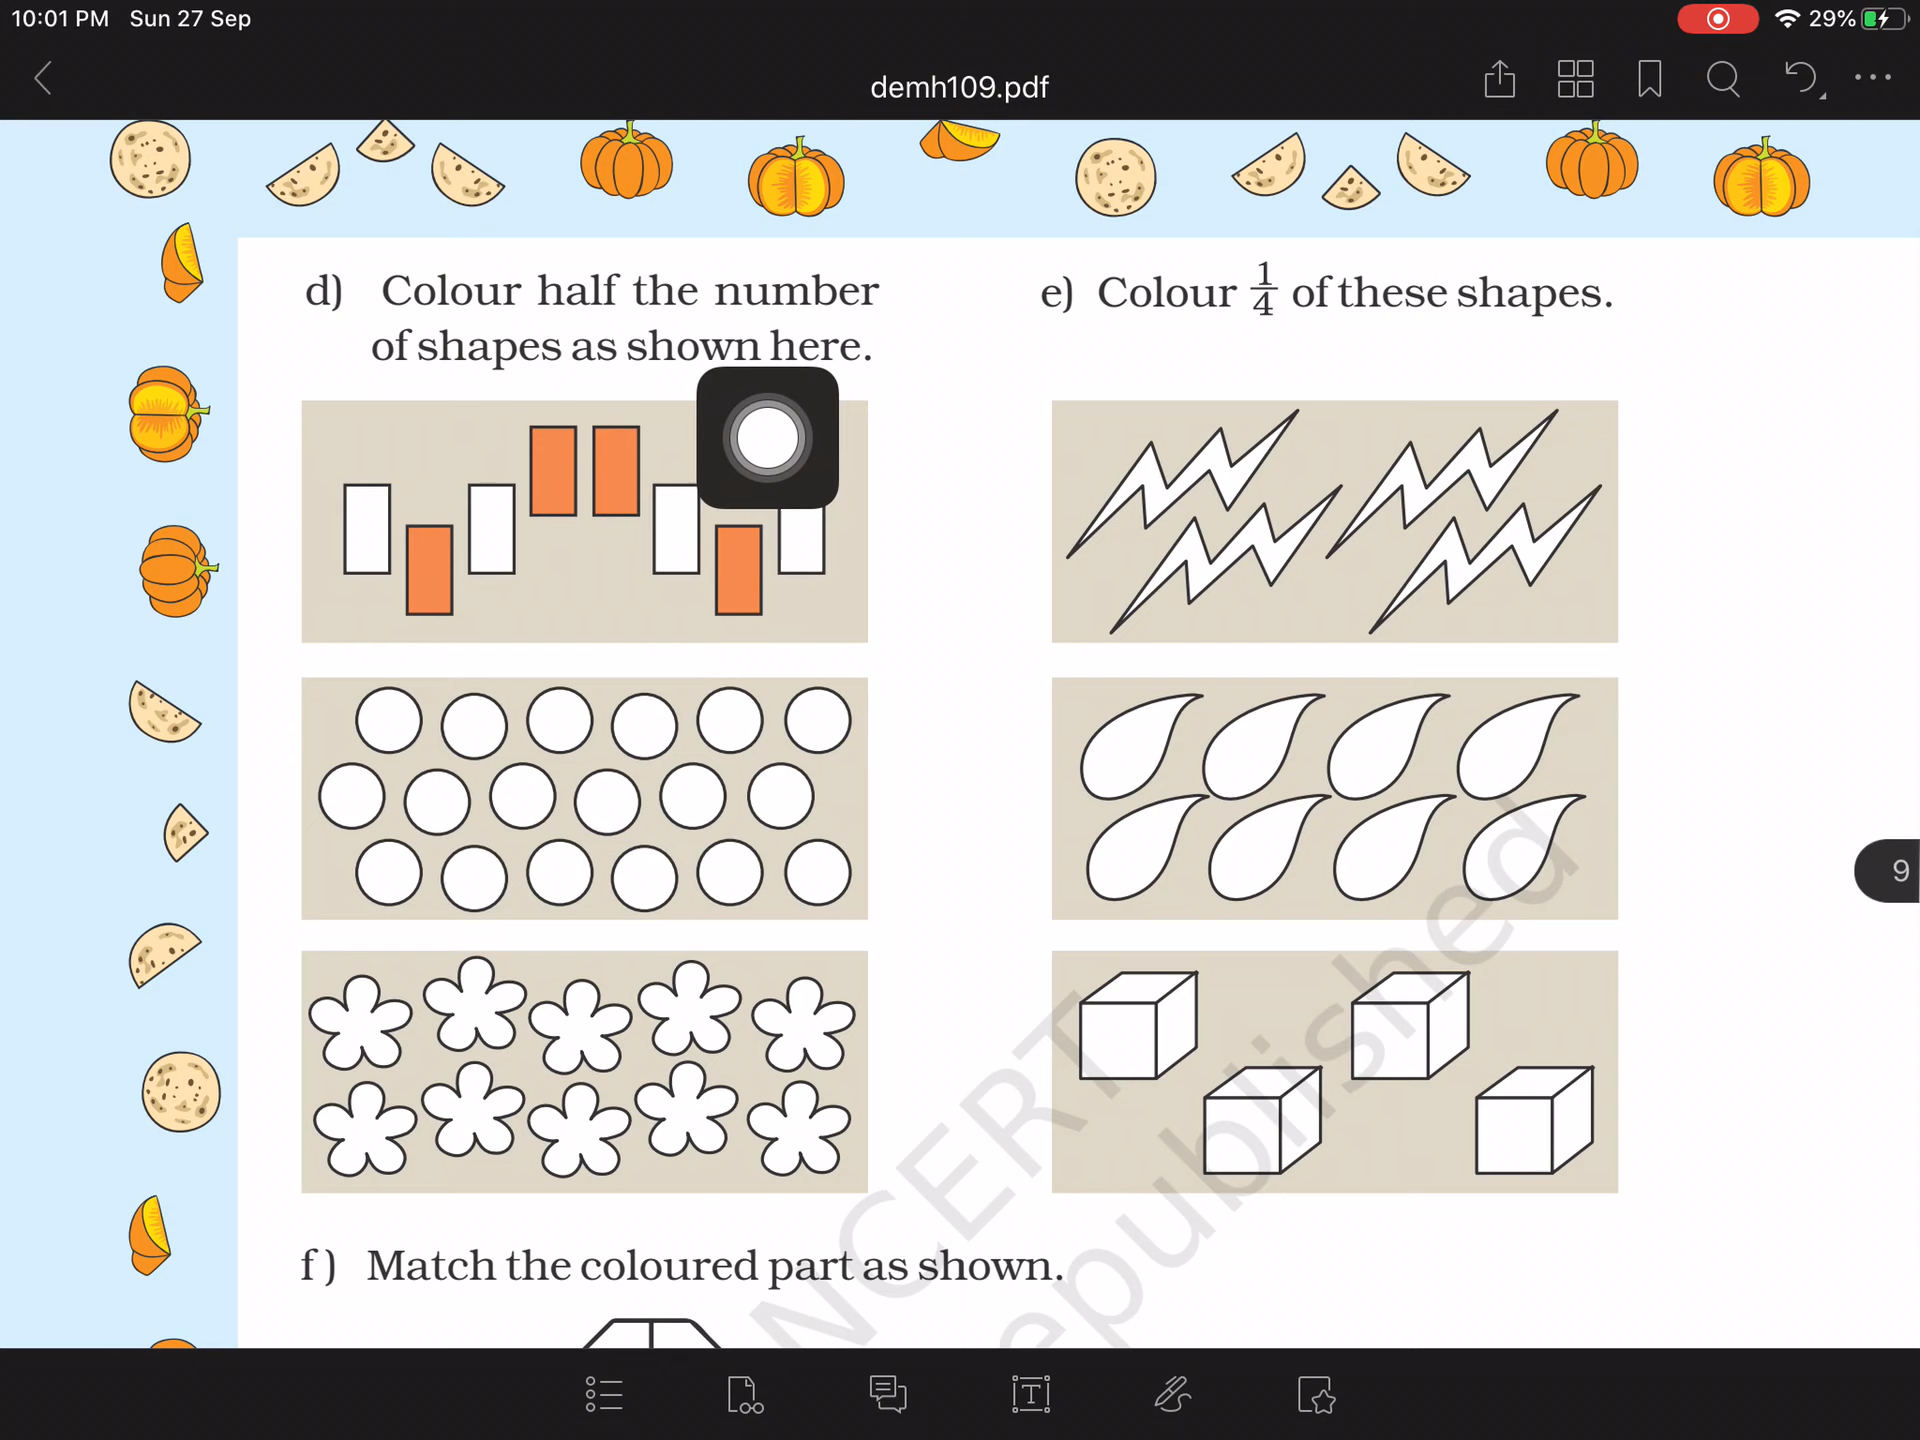 10:01 PM Sun 27 Sep
29%
demh109.pdf
d) Colour half the number
of shapes as shown here.
e) Colour 1/4 of these shapes.
9
f) Match the coloured part as shown.
NCERT
epublished